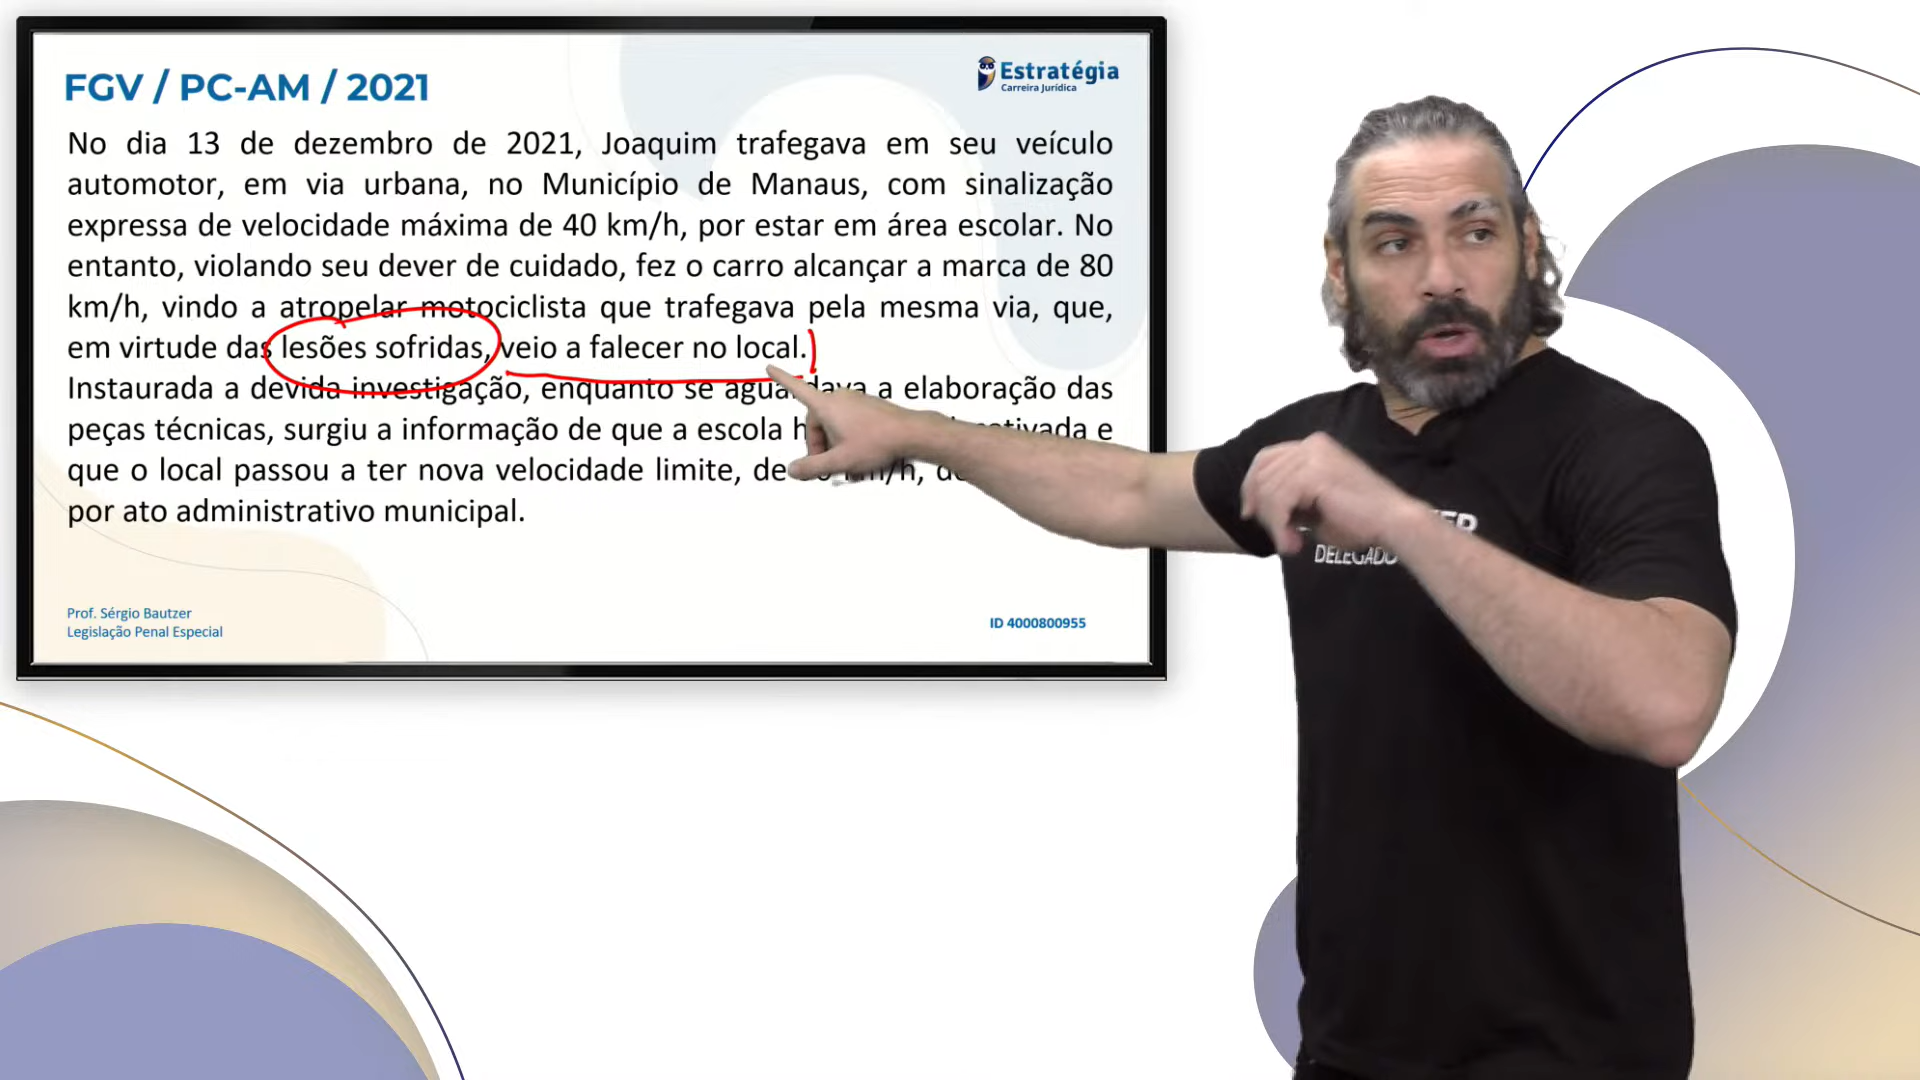 FGV / PC-AM / 2021
Estratégia
Carreira Jurídica
No dia 13 de dezembro de 2021, Joaquim trafegava em seu veículo
automotor, em via urbana, no Município de Manaus, com sinalização
expressa de velocidade máxima de 40 km/h, por estar em área escolar. No
entanto, violando seu dever de cuidado, fez o carro alcançar a marca de 80
km/h, vindo a atropelar motociclista que trafegava pela mesma via, que,
em virtude das lesões sofridas, veio a falecer no local.
Instaurada a devida investigação, enquanto se aguardava a elaboração das
peças técnicas, surgiu a informação de que a escola e
que o local passou a ter nova velocidade limite, de km/h,
por ato administrativo municipal.
Prof. Sérgio Bautzer
Legislação Penal Especial
ID 4000800955
DELEGADO